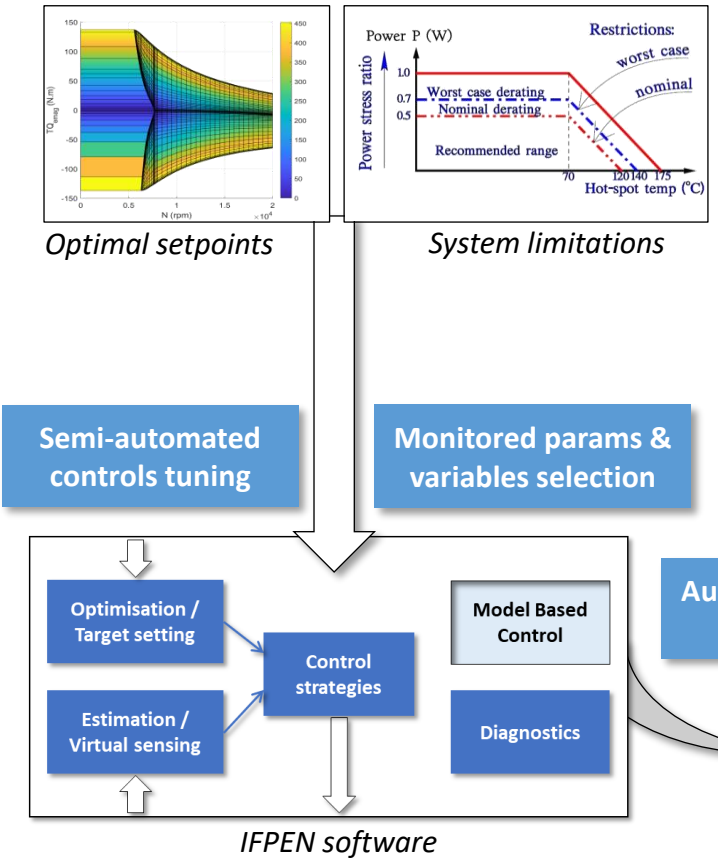 150
100
50
0
-50
-100
-150
TQemag (N.m)
0
0.5
1
1.5
2
N (rpm)
×10⁴
450
400
350
300
250
200
150
100
50
0
Optimal setpoints
Power P (W)
Restrictions:
worst case
nominal
Power stress ratio
1.0
0.7
0.5
Worst case derating
Nominal derating
Recommended range
70
120
140
175
Hot-spot temp (°C)
System limitations
Semi-automated
controls tuning
Monitored params &
variables selection
Optimisation /
Target setting
Estimation /
Virtual sensing
Control
strategies
Model Based
Control
Diagnostics
Au
IFPEN software